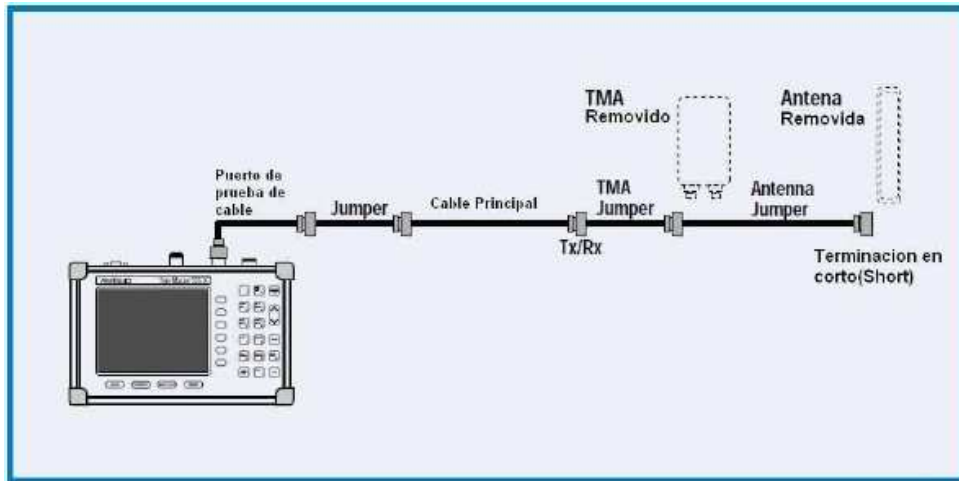 TMA
Removido
Antena
Removida
Puerto de
prueba de
cable
Jumper
Cable Principal
TMA
Jumper
Antenna
Jumper
Tx/Rx
Terminacion en
corto(Short)